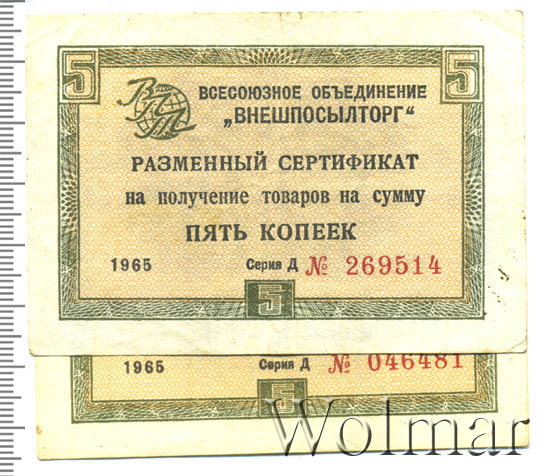 5 5
ВПТ
ВСЕСОЮЗНОЕ ОБЪЕДИНЕНИЕ
„ВНЕШПОСЫЛТОРГ“
РАЗМЕННЫЙ СЕРТИФИКАТ
на получение товаров на сумму
ПЯТЬ КОПЕЕК
1965 Серия Д № 269514
5
1965 Серия Д № 046481
5
Wolmar